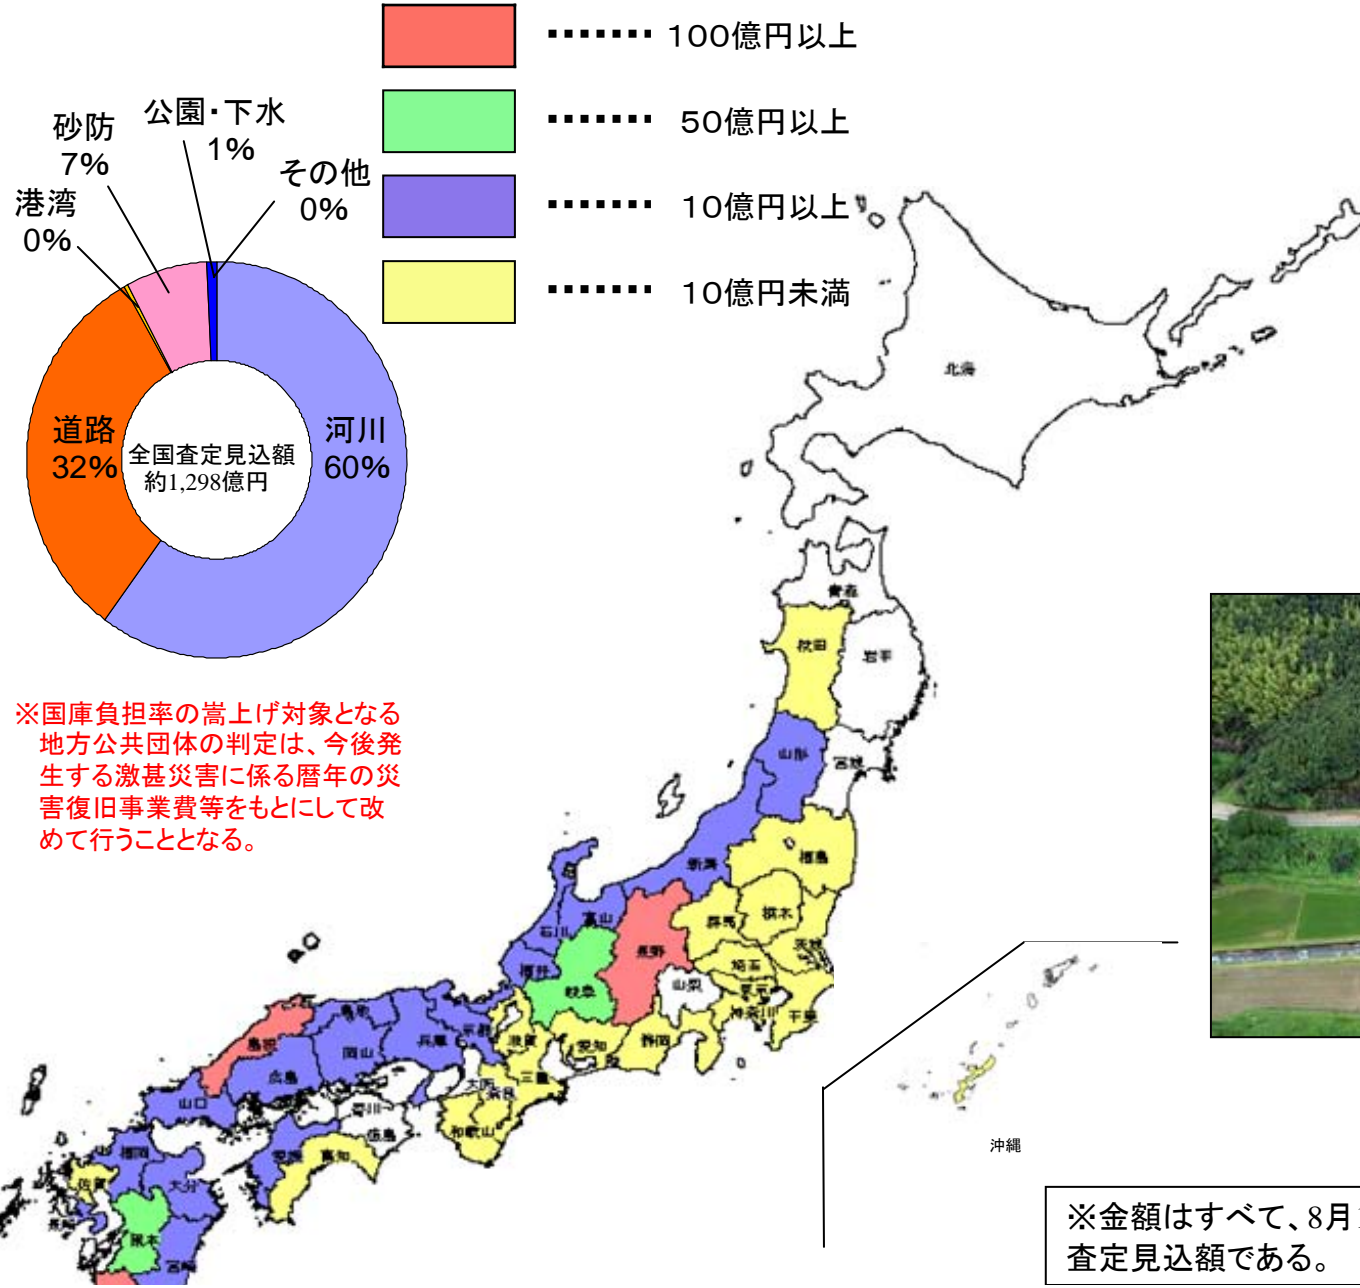 100億円以上
50億円以上
10億円以上
10億円未満
公園・下水
1%
砂防
7%
その他
0%
港湾
0%
道路
32%
河川
60%
全国査定見込額
約1,298億円
※国庫負担率の嵩上げ対象となる
地方公共団体の判定は、今後発
生する激甚災害に係る暦年の災
害復旧事業費等をもとにして改
めて行うこととなる。
北海
青森
秋田
岩手
山形
宮城
新潟
福島
富山
石川
長野
群馬
栃木
茨城
福井
埼玉
岐阜
山梨
東京
神奈川
千葉
鳥取
島根
岡山
兵庫
京都
滋賀
愛知
静岡
広島
大阪
三重
奈良
山口
香川
和歌山
徳島
福岡
愛媛
高知
佐賀
大分
長崎
熊本
宮崎
沖縄
※金額はすべて、8月
査定見込額である。